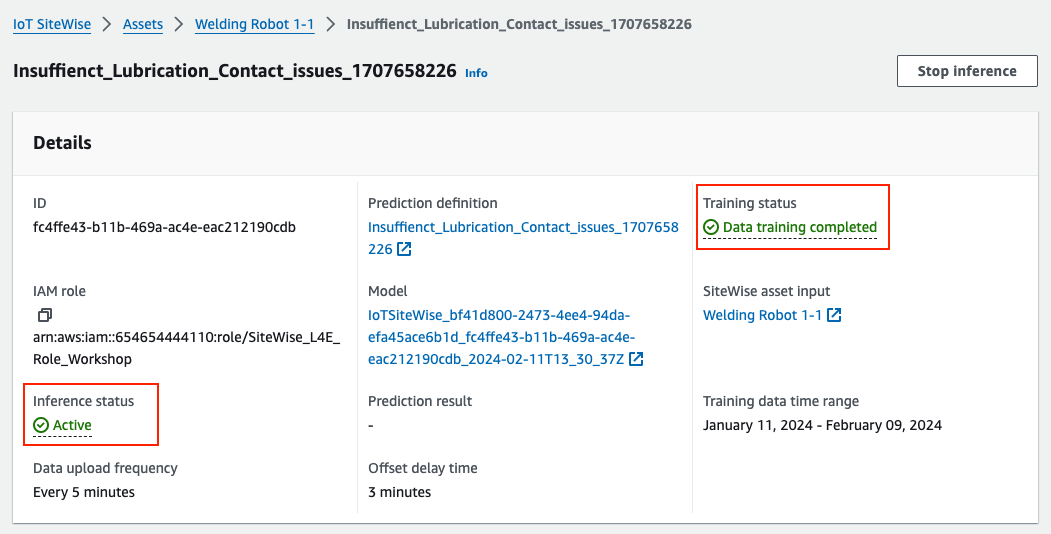 IoT SiteWise > Assets > Welding Robot 1-1 > Insuffienct_Lubrication_Contact_issues_1707658226
Insuffienct_Lubrication_Contact_issues_1707658226 Info
Stop inference
Details
ID
fc4ffe43-b11b-469a-ac4e-eac212190cdb
Prediction definition
Insuffienct_Lubrication_Contact_issues_1707658
226
Training status
Data training completed
IAM role
arn:aws:iam::654654444110:role/SiteWise_L4E_
Role_Workshop
Model
IoTSiteWise_bf41d800-2473-4ee4-94da-
efa45ace6b1d_fc4ffe43-b11b-469a-ac4e-
eac212190cdb_2024-02-11T13_30_37Z
SiteWise asset input
Welding Robot 1-1
Inference status
Active
Prediction result
-
Training data time range
January 11, 2024 - February 09, 2024
Data upload frequency
Every 5 minutes
Offset delay time
3 minutes